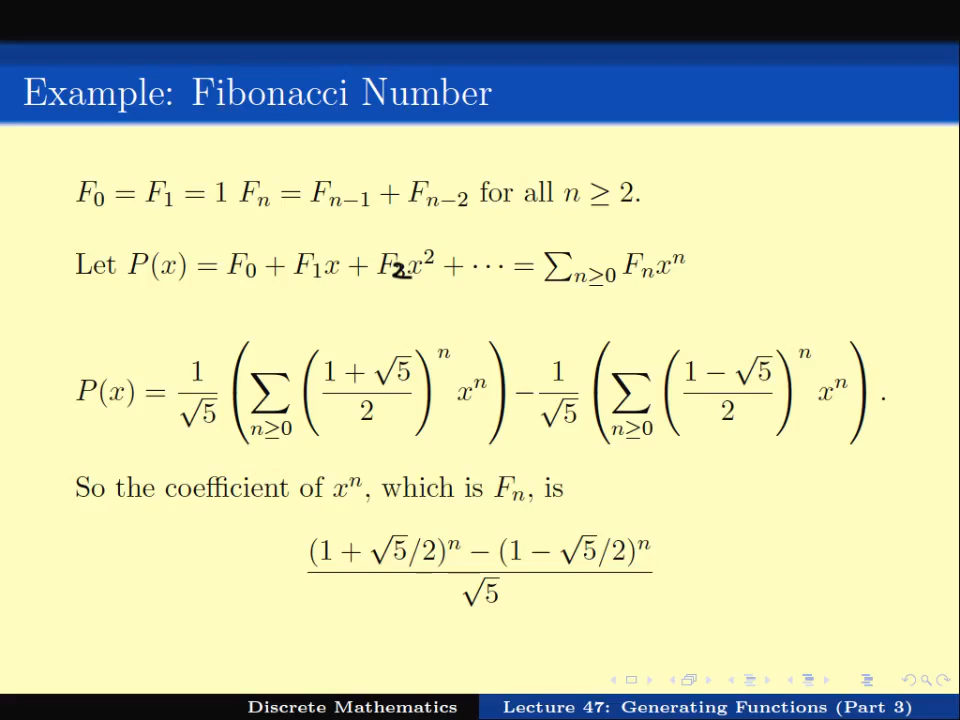 Example: Fibonacci Number
F₀ = F₁ = 1 Fₙ = Fₙ₋₁ + Fₙ₋₂ for all n ≥ 2.
Let P(x) = F₀ + F₁x + F₂x² + ··· = ∑ₙ≥₀ Fₙxⁿ
P(x) = 1/√5 (∑ₙ≥₀ ((1 + √5)/2)ⁿ xⁿ) − 1/√5 (∑ₙ≥₀ ((1 − √5)/2)ⁿ xⁿ).
So the coefficient of xⁿ, which is Fₙ, is
((1 + √5/2)ⁿ − (1 − √5/2)ⁿ)/√5
Discrete Mathematics Lecture 47: Generating Functions (Part 3)